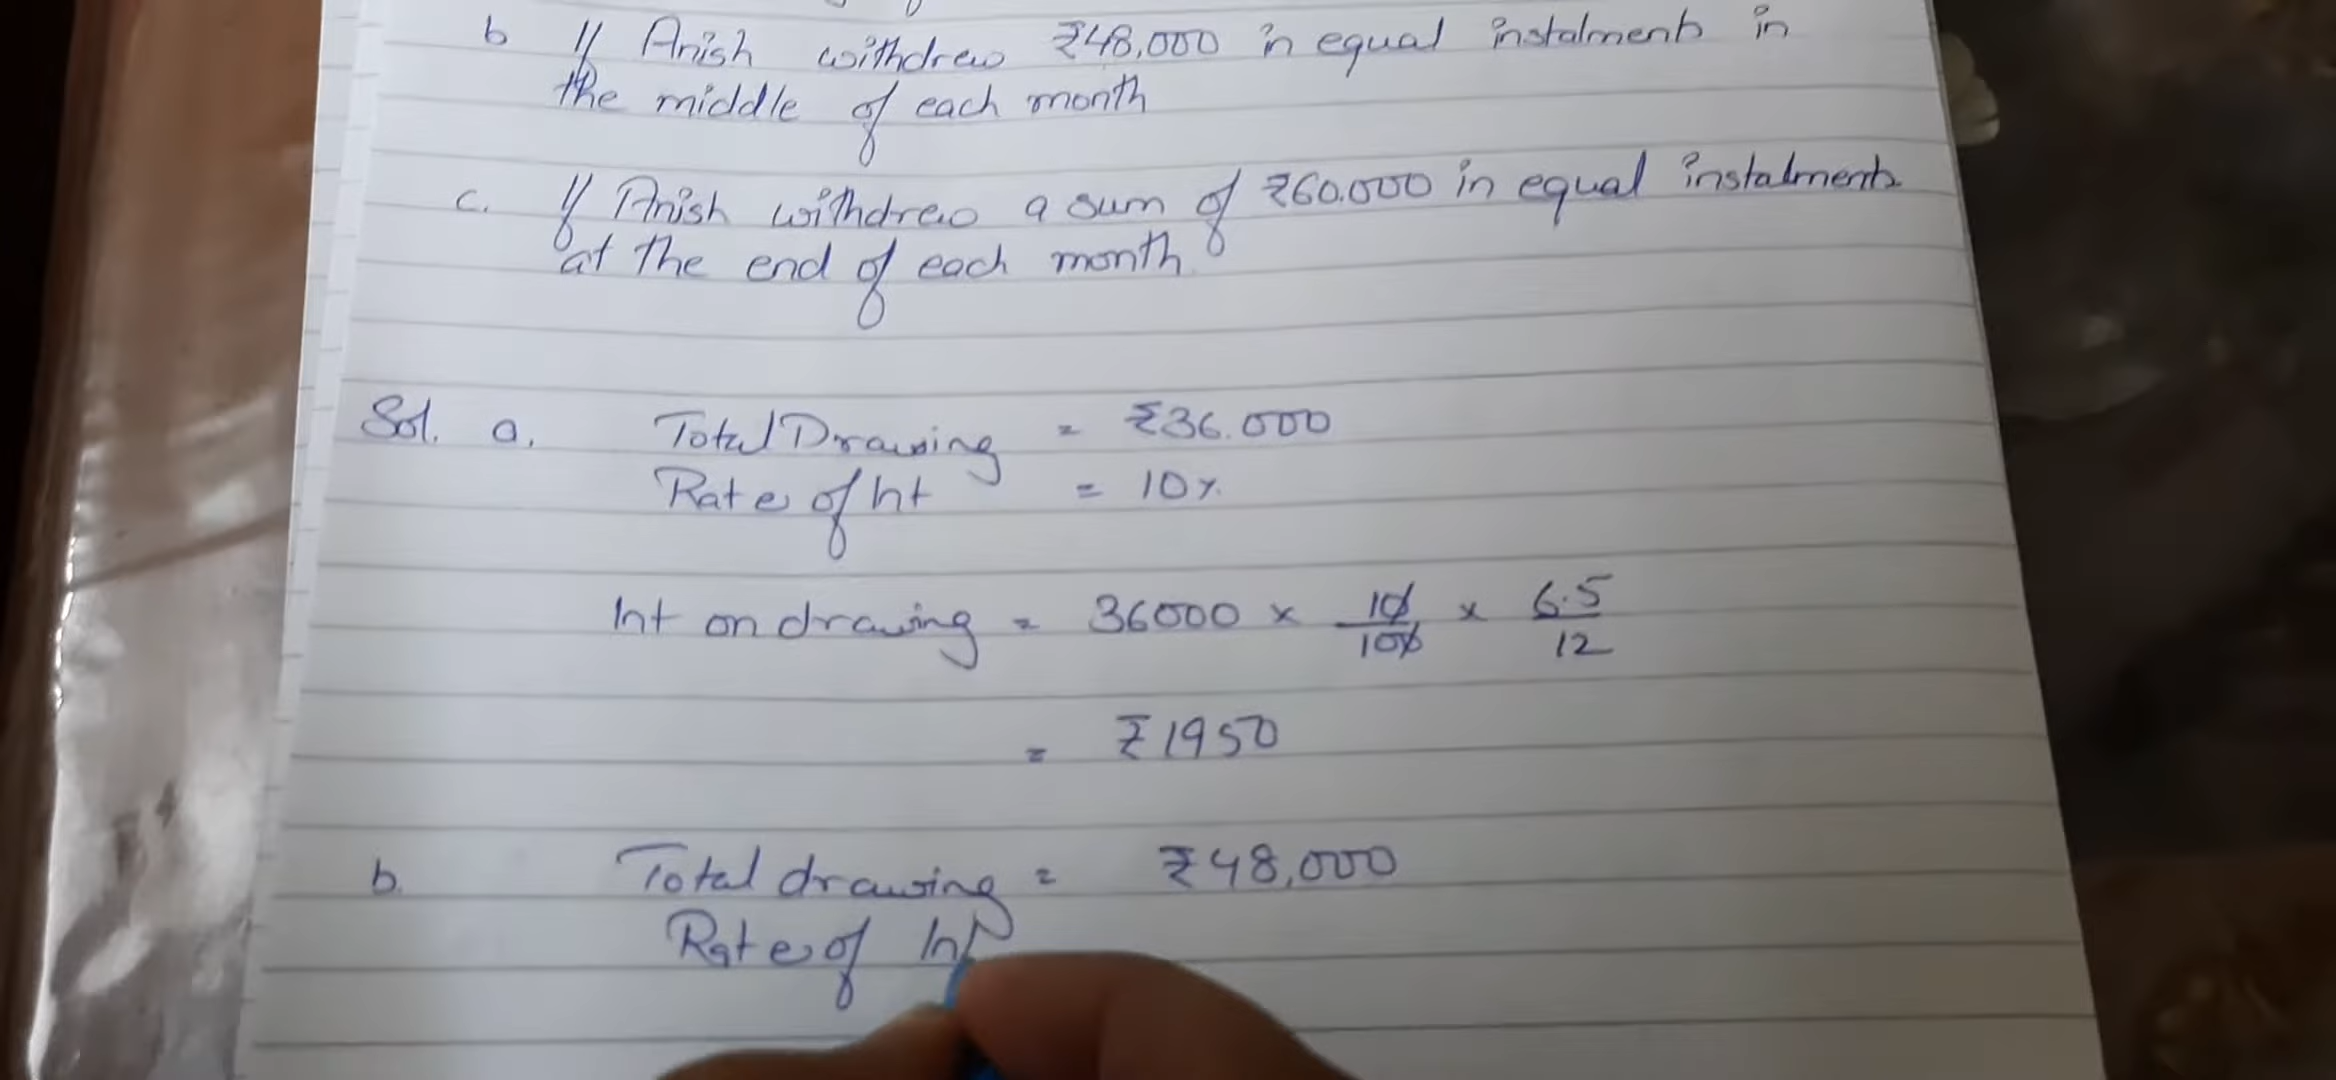 b If Anish withdrew ₹48,000 in equal instalments in
the middle of each month
c. If Anish withdrew a sum of ₹60.000 in equal instalments
at the end of each month
Sol. a. Total Drawing = ₹36.000
Rate of Int = 10%
Int on drawing = 36000 × 10/100 × 6.5/12
= ₹1950
b. Total drawing = ₹48,000
Rate of Int